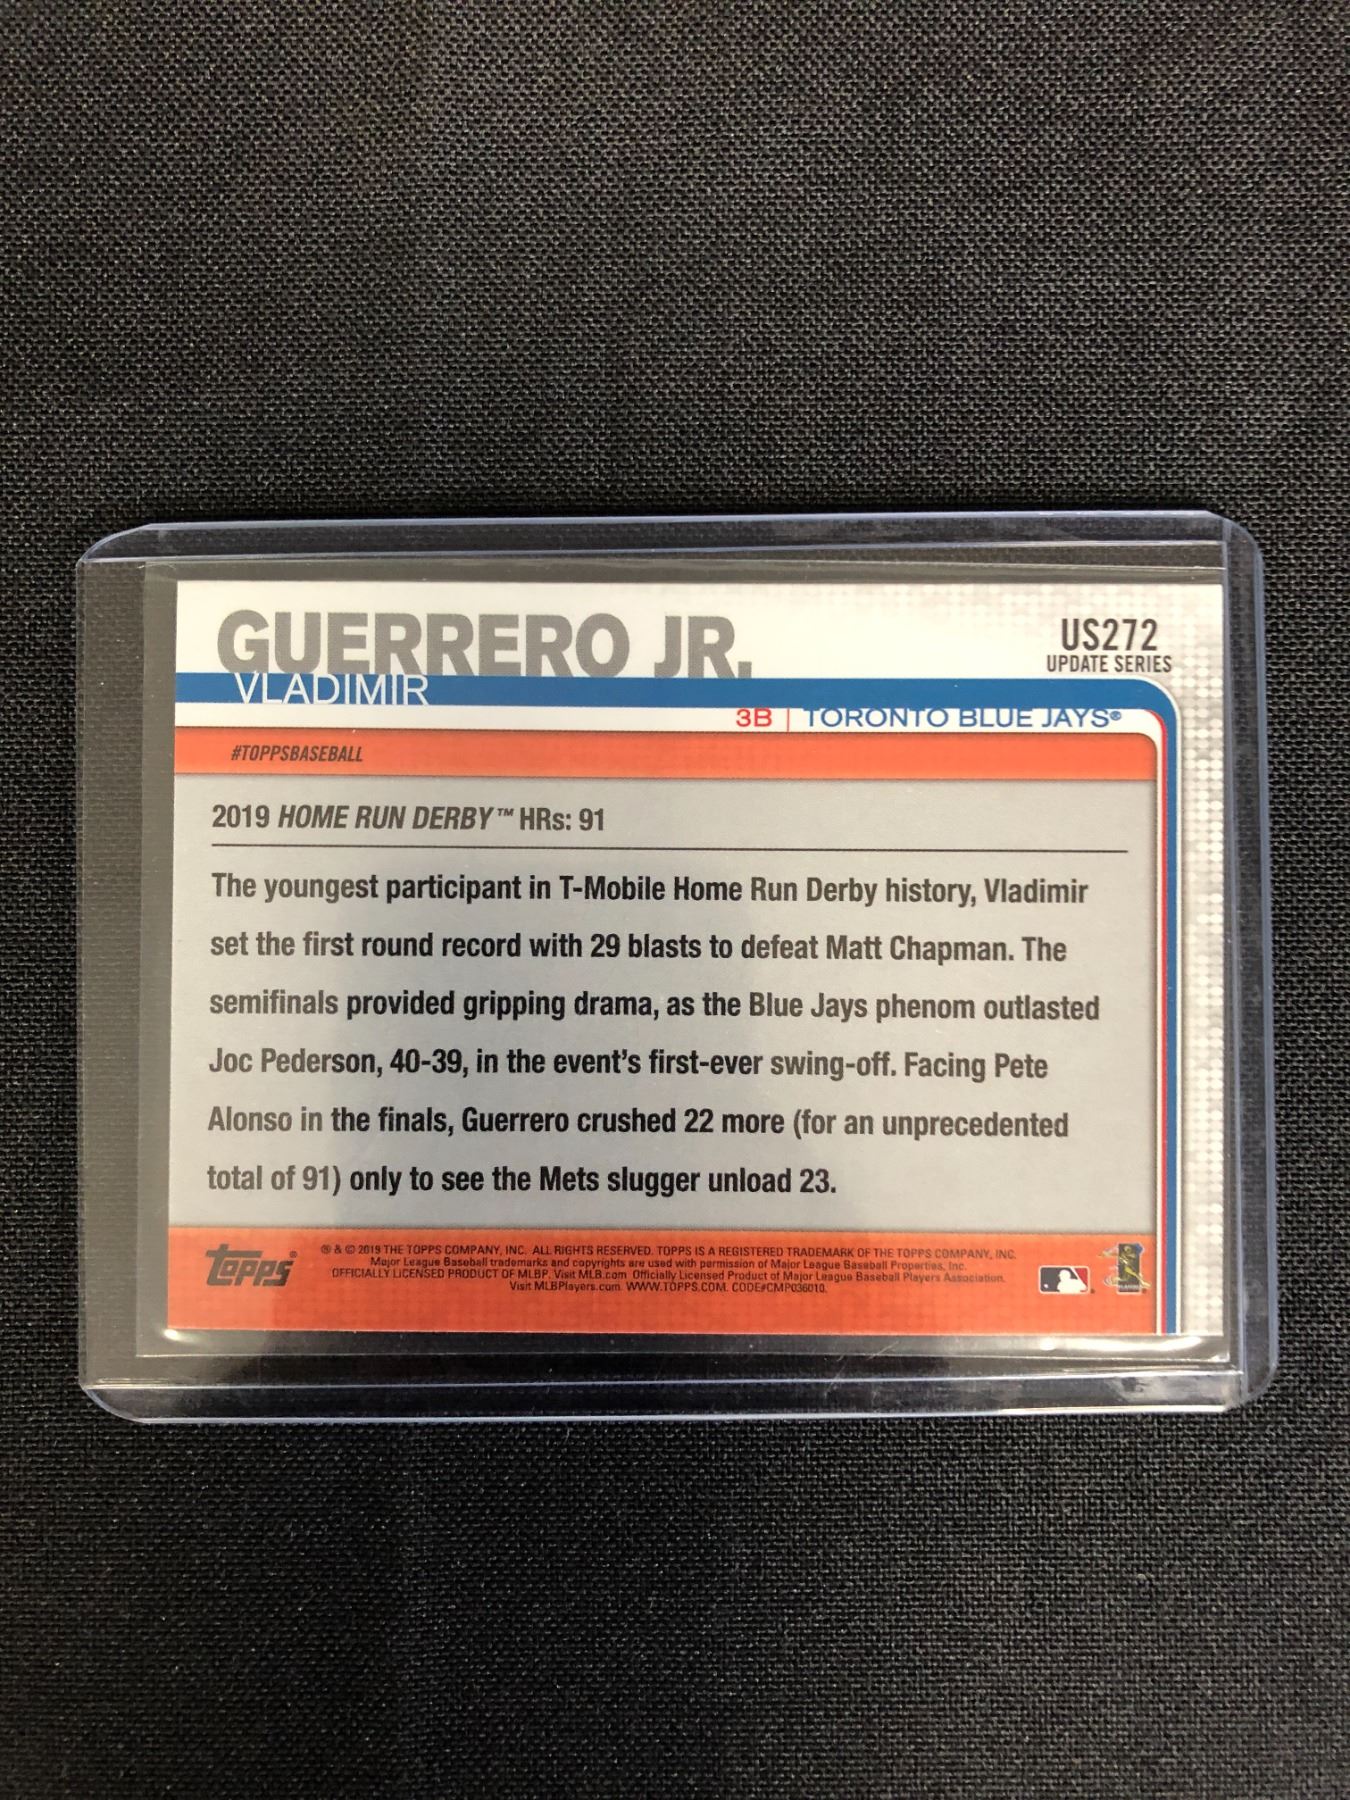 GUERRERO JR.
VLADIMIR
US272
UPDATE SERIES
3B | TORONTO BLUE JAYS®
#TOPPSBASEBALL
2019 HOME RUN DERBY™ HRs: 91
The youngest participant in T-Mobile Home Run Derby history, Vladimir
set the first round record with 29 blasts to defeat Matt Chapman. The
semifinals provided gripping drama, as the Blue Jays phenom outlasted
Joc Pederson, 40-39, in the event's first-ever swing-off. Facing Pete
Alonso in the finals, Guerrero crushed 22 more (for an unprecedented
total of 91) only to see the Mets slugger unload 23.
Topps®
® & © 2019 THE TOPPS COMPANY, INC. ALL RIGHTS RESERVED. TOPPS IS A REGISTERED TRADEMARK OF THE TOPPS COMPANY, INC.
Major League Baseball trademarks and copyrights are used with permission of Major League Baseball Properties, Inc.
OFFICIALLY LICENSED PRODUCT OF MLBP. Visit MLB.com Officially Licensed Product of Major League Baseball Players Association.
Visit MLBPlayers.com. WWW.TOPPS.COM. CODE#CMP036010.